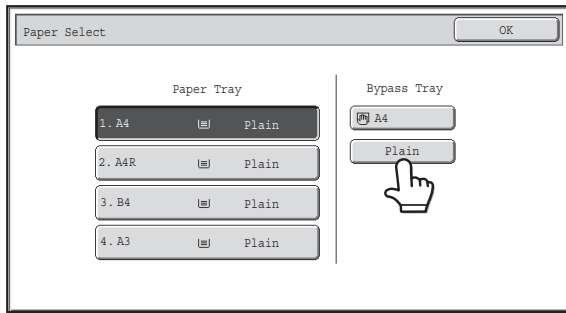 Paper Select
OK
Paper Tray
1. A4 Plain
2. A4R Plain
3. B4 Plain
4. A3 Plain
Bypass Tray
A4
Plain